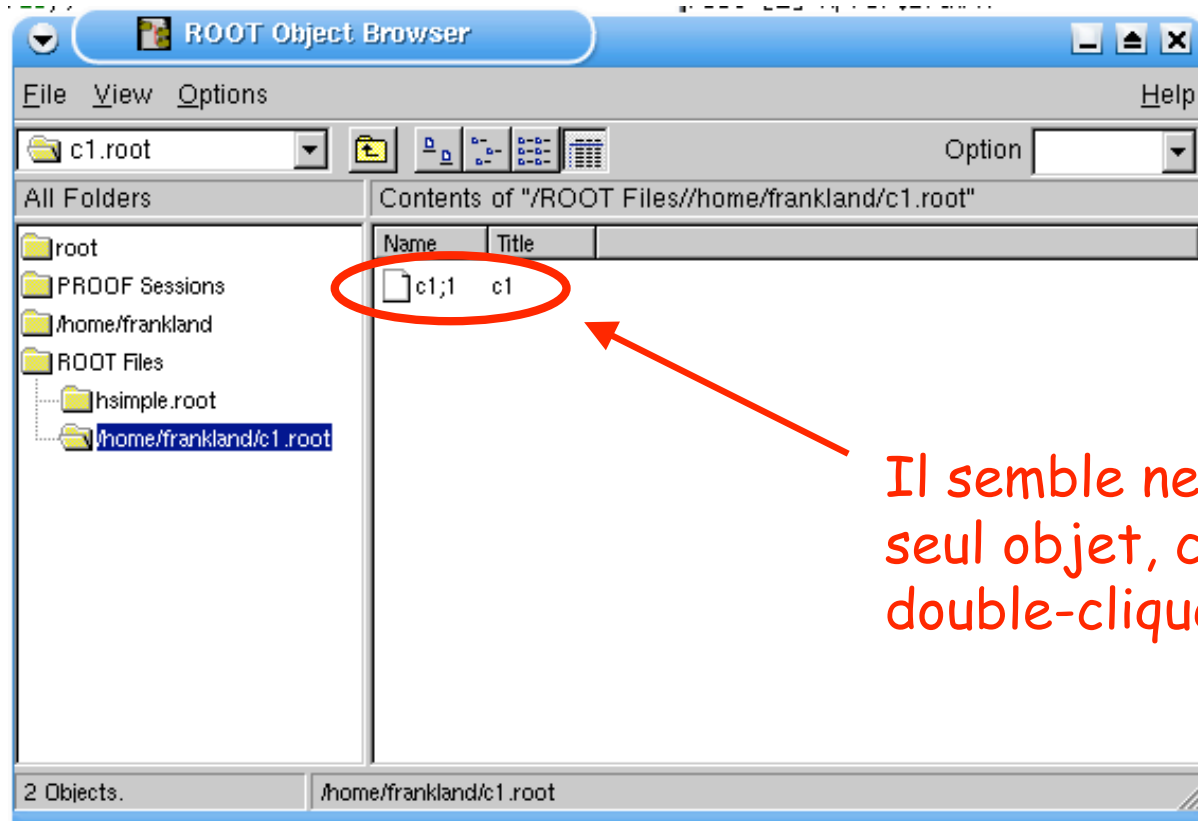 ROOT Object Browser
File View Options Help
c1.root Option
All Folders Contents of "/ROOT Files//home/frankland/c1.root"
root Name Title
PROOF Sessions c1;1 c1
/home/frankland
ROOT Files
hsimple.root
/home/frankland/c1.root
Il semble ne
seul objet, c
double-clique
2 Objects. /home/frankland/c1.root